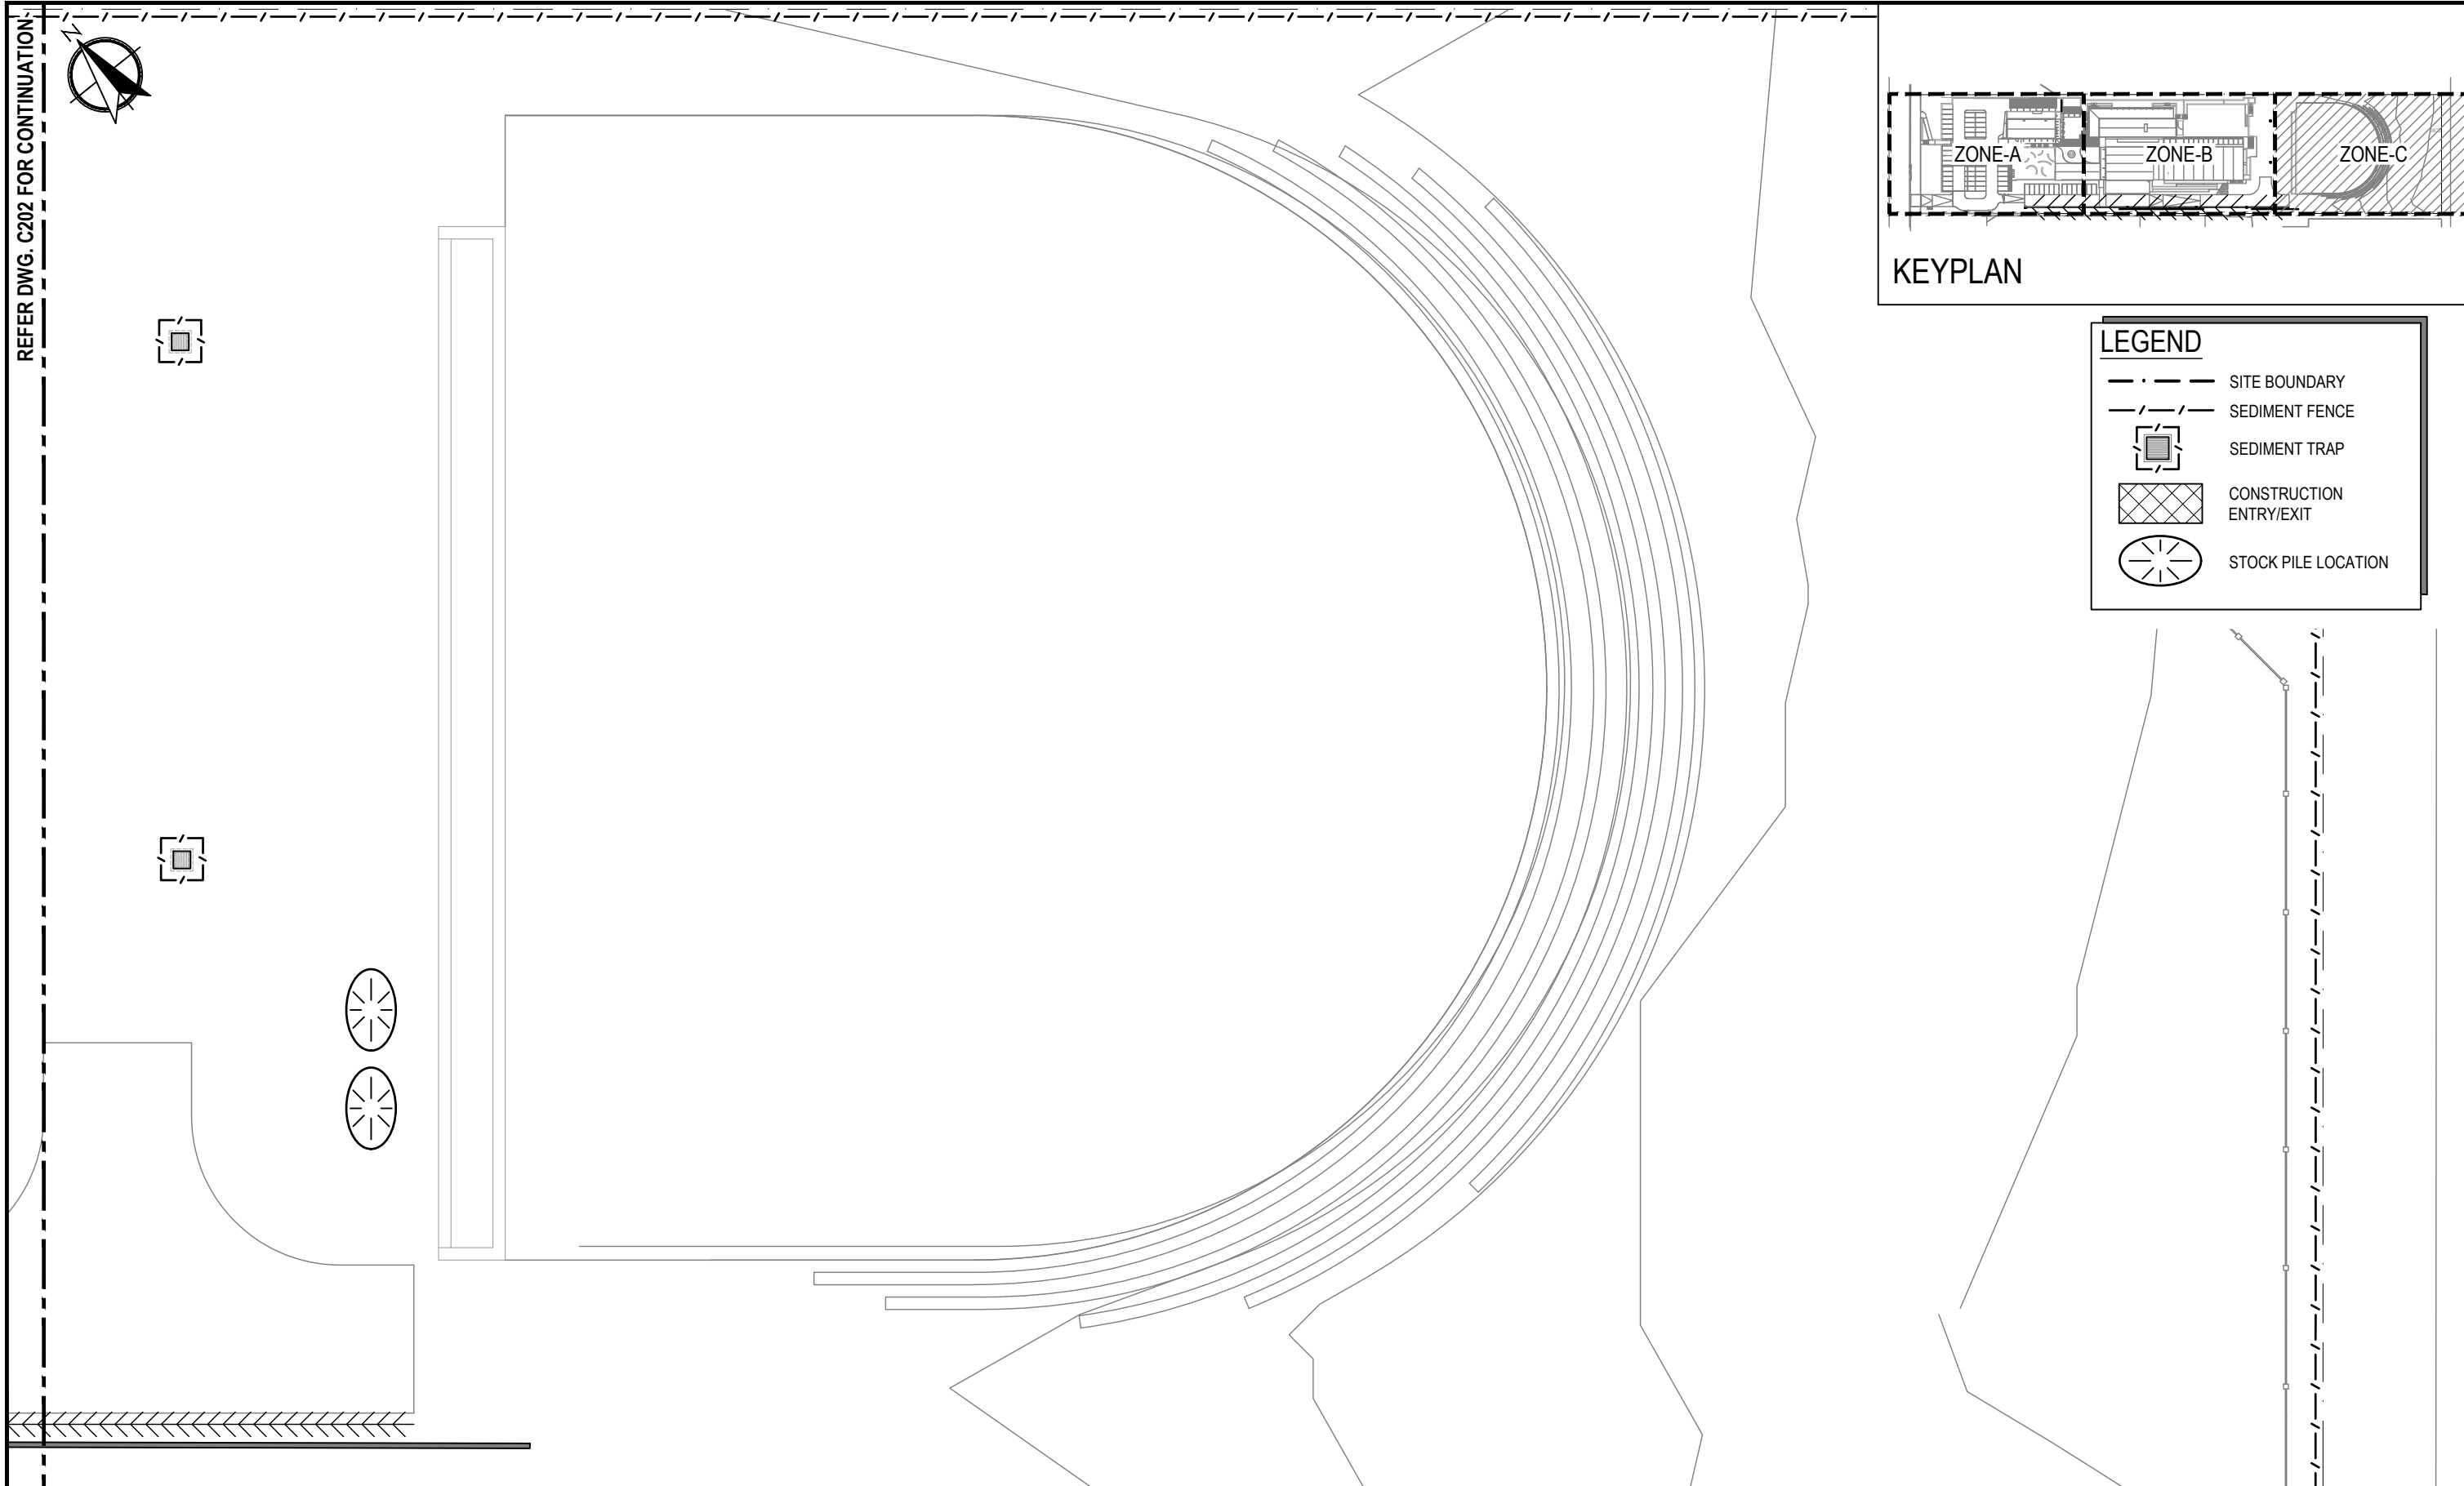 REFER DWG. C202 FOR CONTINUATION
N
ZONE-A
ZONE-B
ZONE-C
KEYPLAN
LEGEND
SITE BOUNDARY
SEDIMENT FENCE
SEDIMENT TRAP
CONSTRUCTION
ENTRY/EXIT
STOCK PILE LOCATION